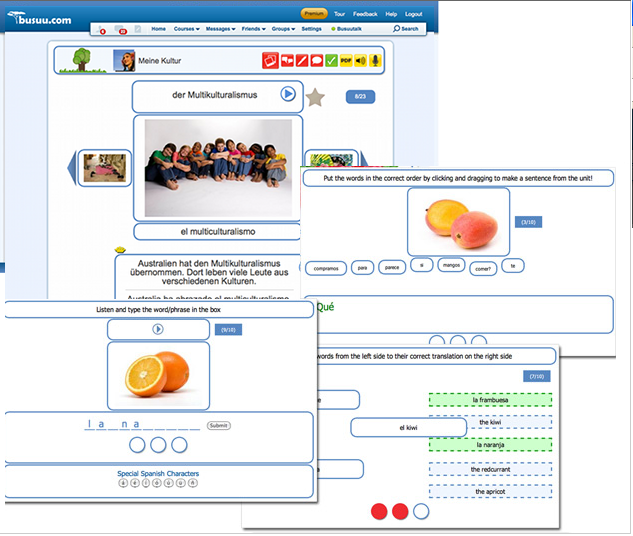 busuu.com
Premium Tour Feedback Help Logout
Home Courses Messages Friends Groups Settings Busuutalk Search
Meine Kultur
PDF
der Multikulturalismus
8/23
el multiculturalismo
Australien hat den Multikulturalismus
übernommen. Dort leben viele Leute aus
verschiedenen Kulturen.
Australia ha abrazado el multiculturalismo
Put the words in the correct order by clicking and dragging to make a sentence from the unit!
(3/10)
compramos para parece si mangos comer? te
Qué
Listen and type the word/phrase in the box
(9/10)
l a n a
Submit
Special Spanish Characters
words from the left side to their correct translation on the right side
(7/10)
la frambuesa
el kiwi
the kiwi
la naranja
the redcurrant
the apricot